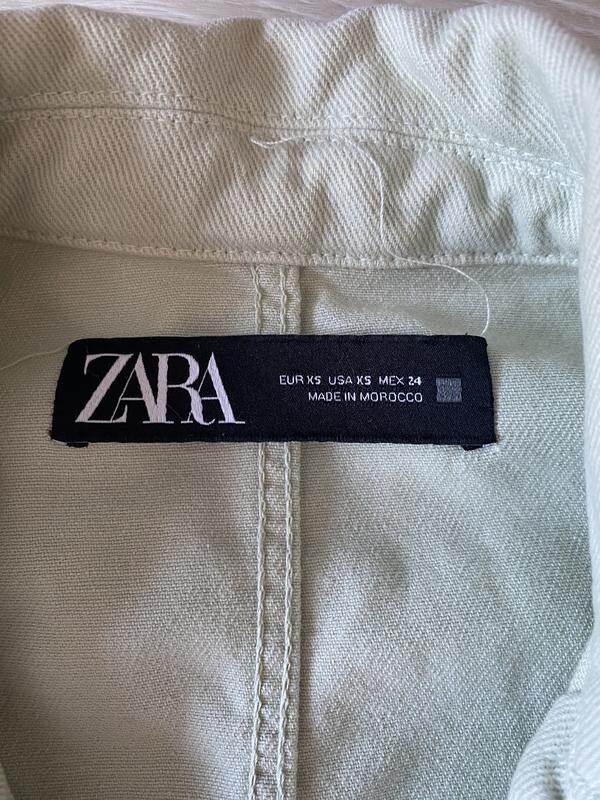 ZARA
EUR XS USA XS MEX 24
MADE IN MOROCCO